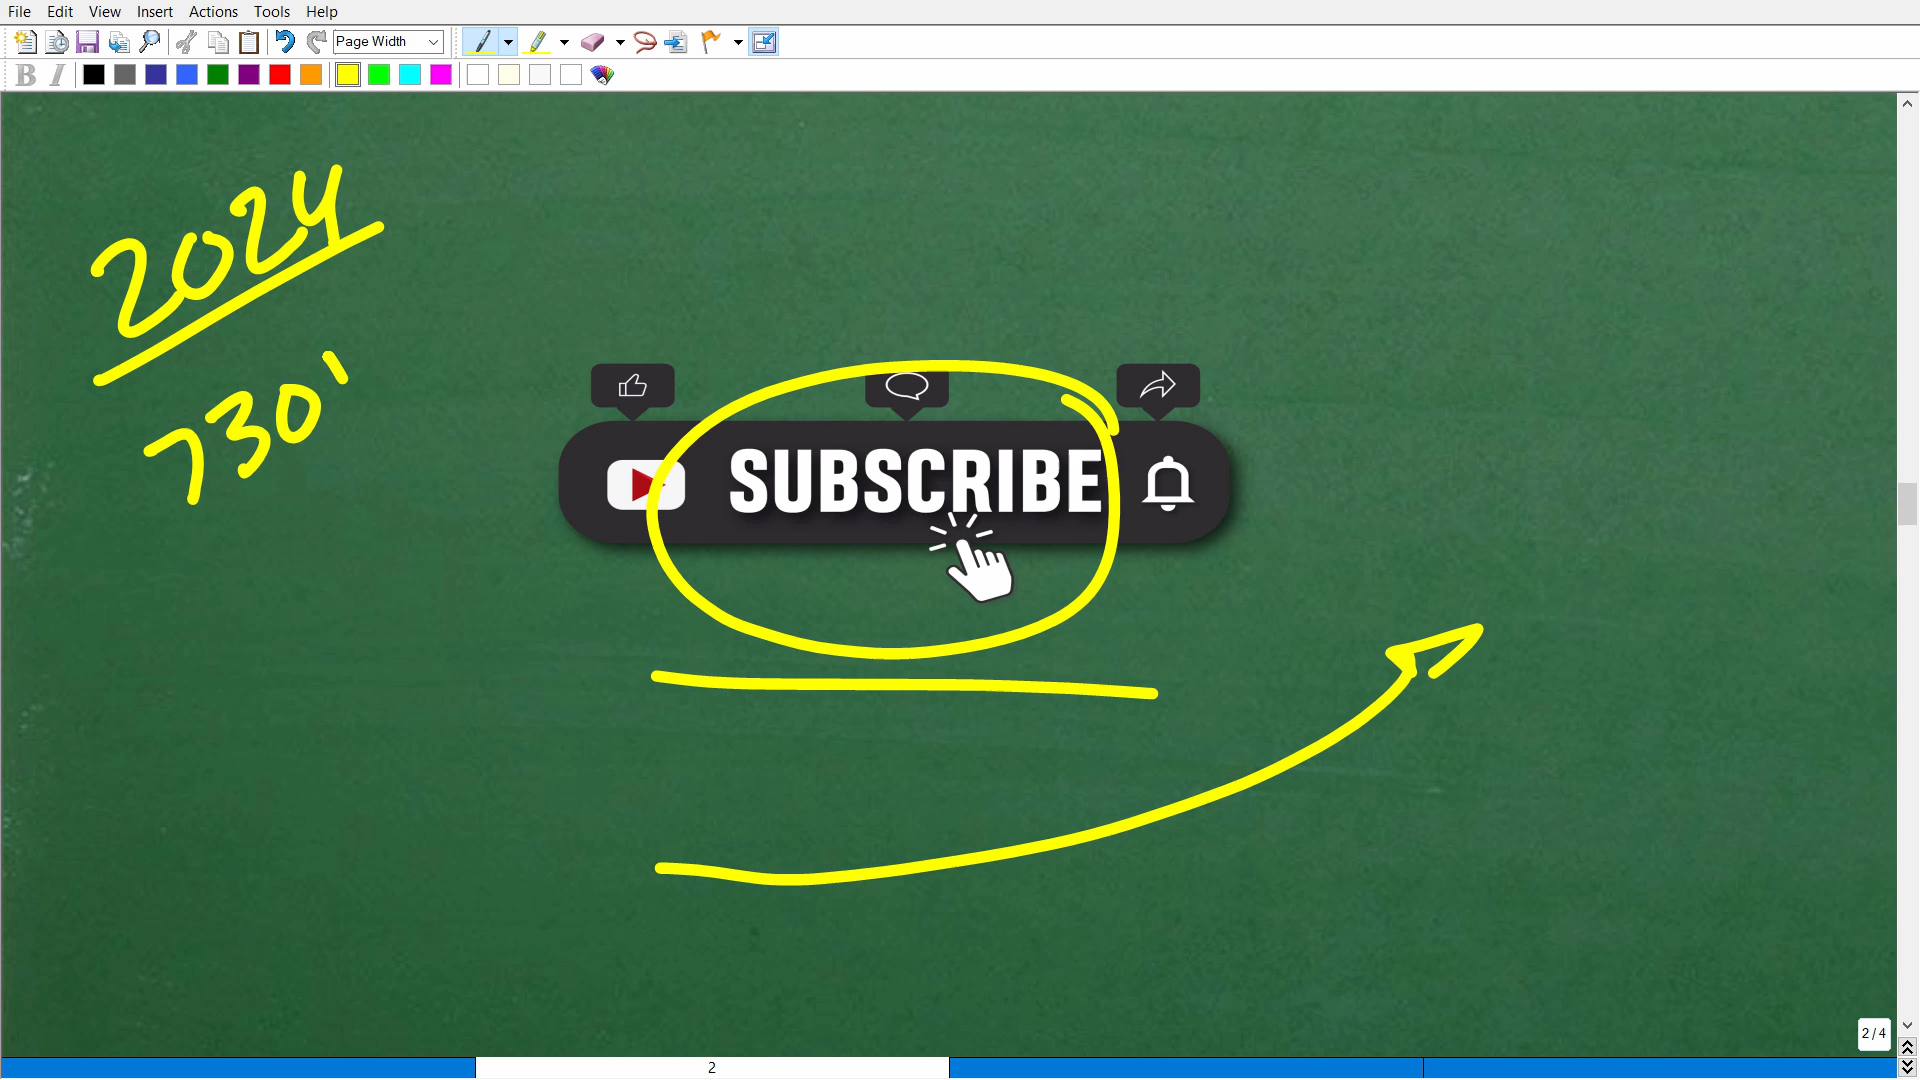 File Edit View Insert Actions Tools Help
Page Width
B I
2024
730'
SUBSCRIBE
2 / 4
2